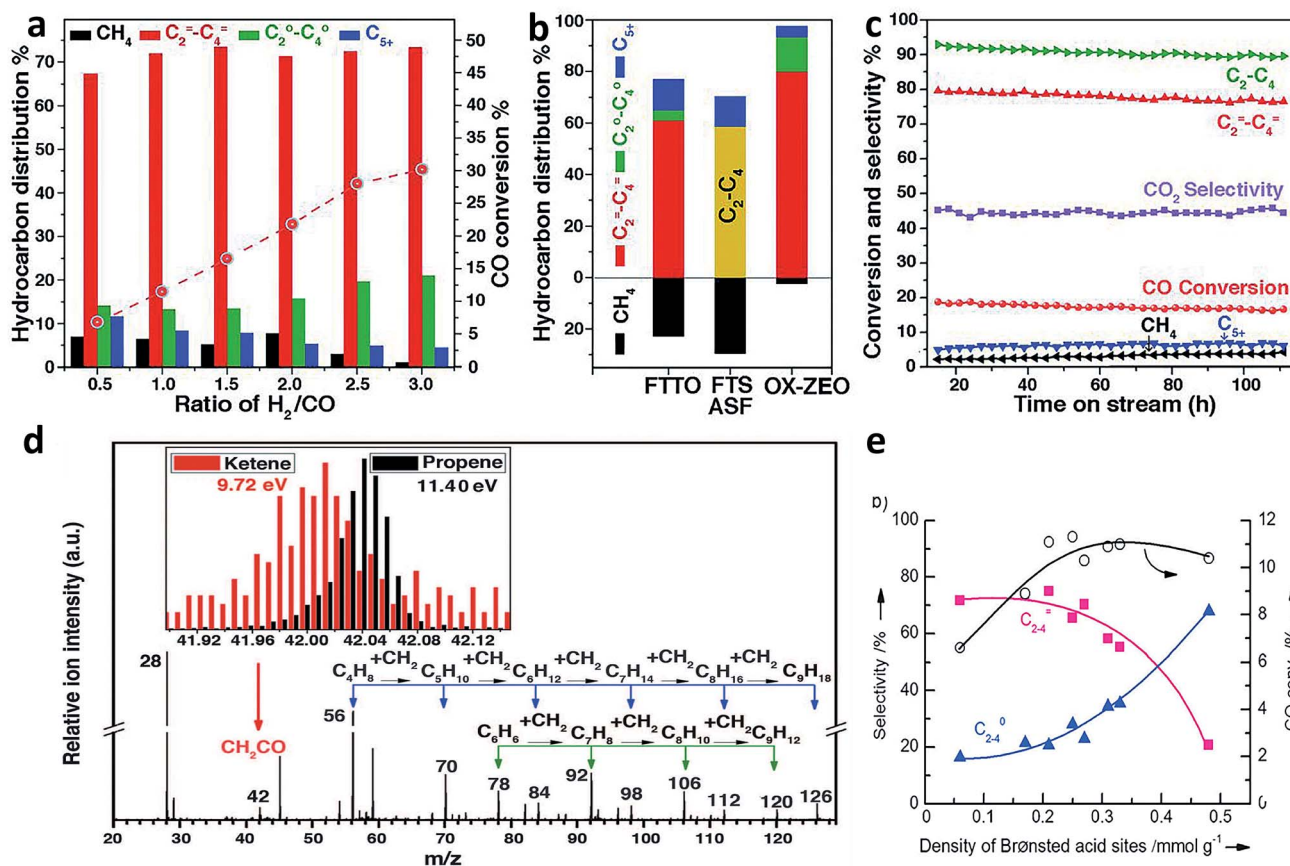 a
CH₄ C₂⁼-C₄⁼ C₂º-C₄º C₅₊
Hydrocarbon distribution %
70
60
50
40
30
20
10
0
50
45
40
35
30
25
20
15
10
5
0
CO conversion %
0.5 1.0 1.5 2.0 2.5 3.0
Ratio of H₂/CO
b
Hydrocarbon distribution %
100
80
60
40
20
0
20
CH₄ C₂⁼-C₄⁼ C₂º-C₄º C₅₊
C₂-C₄
FTTO FTS OX-ZEO
ASF
c
Conversion and selectivity %
100
90
80
70
60
50
40
30
20
10
0
C₂-C₄
C₂⁼-C₄⁼
CO₂ Selectivity
CO Conversion
CH₄ C₅₊
20 40 60 80 100
Time on stream (h)
d
Relative ion intensity (a.u.)
Ketene Propene
9.72 eV 11.40 eV
41.92 41.96 42.00 42.04 42.08 42.12
28
CH₂CO
42
+CH₂ +CH₂ +CH₂ +CH₂ +CH₂
C₄H₈ C₅H₁₀ C₆H₁₂ C₇H₁₄ C₈H₁₆ C₉H₁₈
+CH₂ +CH₂ +CH₂
C₆H₆ C₇H₈ C₈H₁₀ C₉H₁₂
56 70 78 84 92 98 106 112 120 126
20 30 40 50 60 70 80 90 100 110 120
m/z
e
Selectivity /%
100
80
60
40
20
0
12
11
10
8
6
4
2
0
C₂₋₄⁼
C₂₋₄⁰
0 0.1 0.2 0.3 0.4 0.5
Density of Brønsted acid sites /mmol g⁻¹